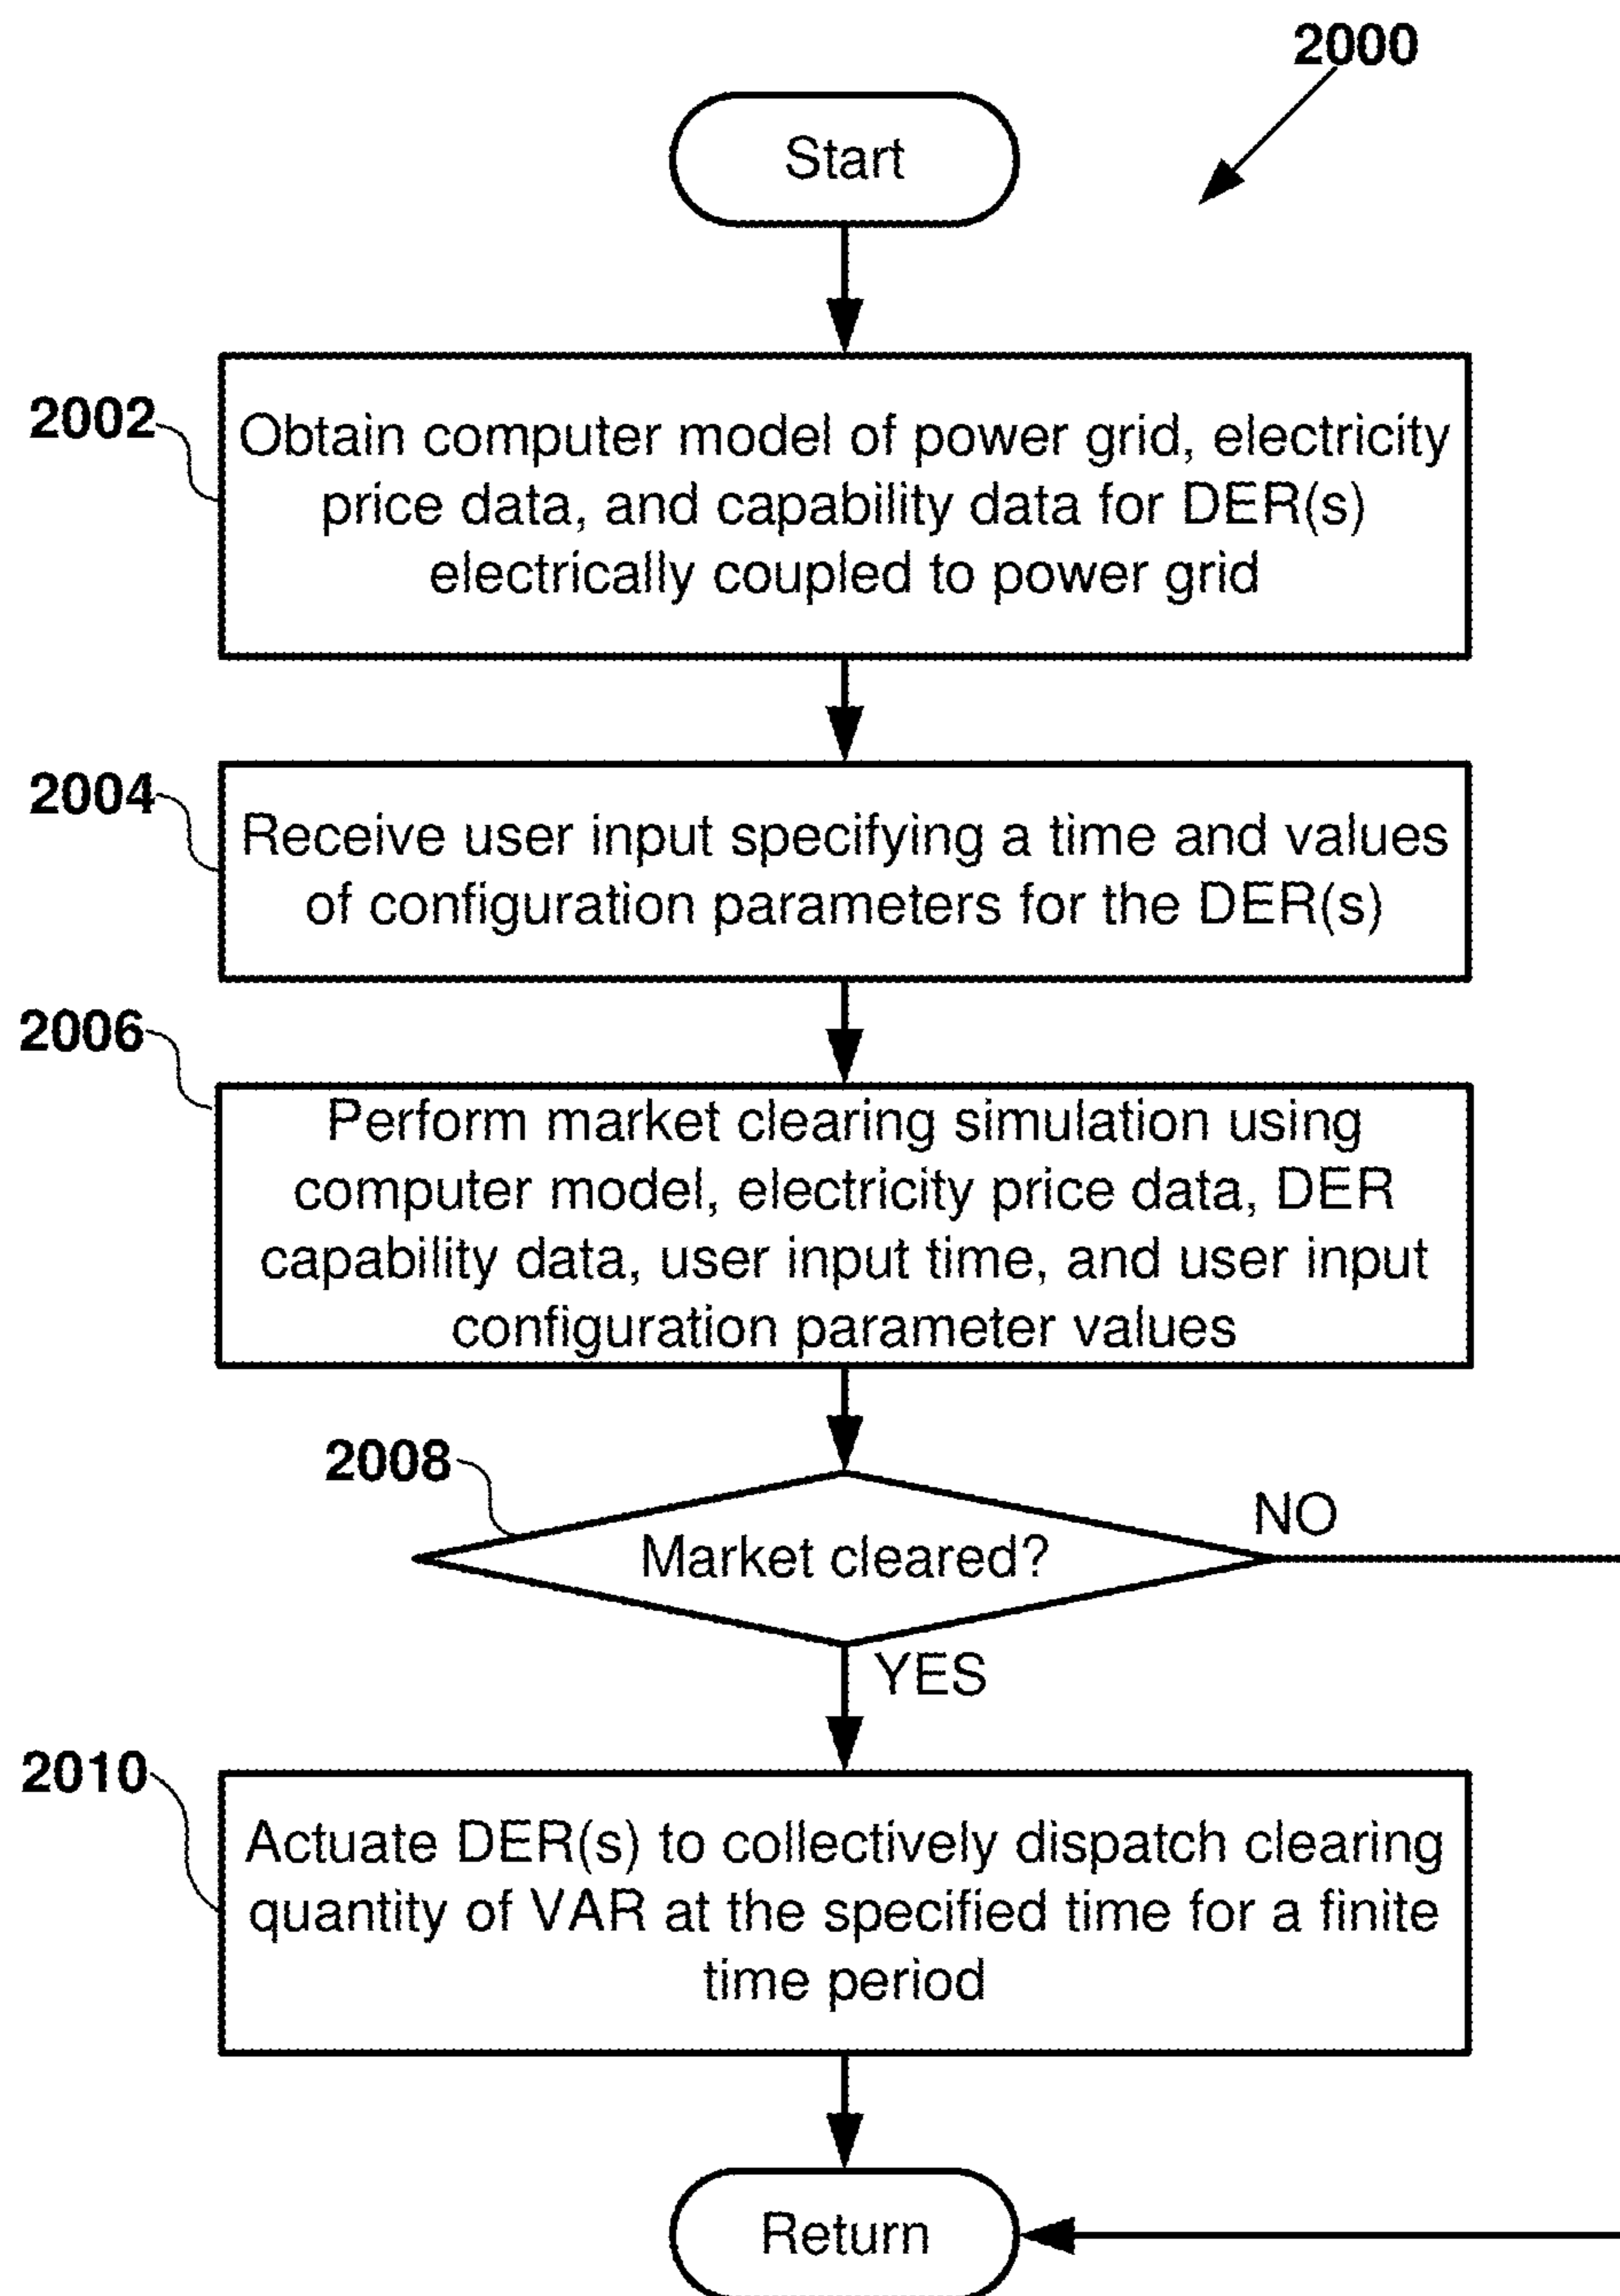 2000
Start
2002
Obtain computer model of power grid, electricity
price data, and capability data for DER(s)
electrically coupled to power grid
2004
Receive user input specifying a time and values
of configuration parameters for the DER(s)
2006
Perform market clearing simulation using
computer model, electricity price data, DER
capability data, user input time, and user input
configuration parameter values
2008
Market cleared?
NO
YES
2010
Actuate DER(s) to collectively dispatch clearing
quantity of VAR at the specified time for a finite
time period
Return